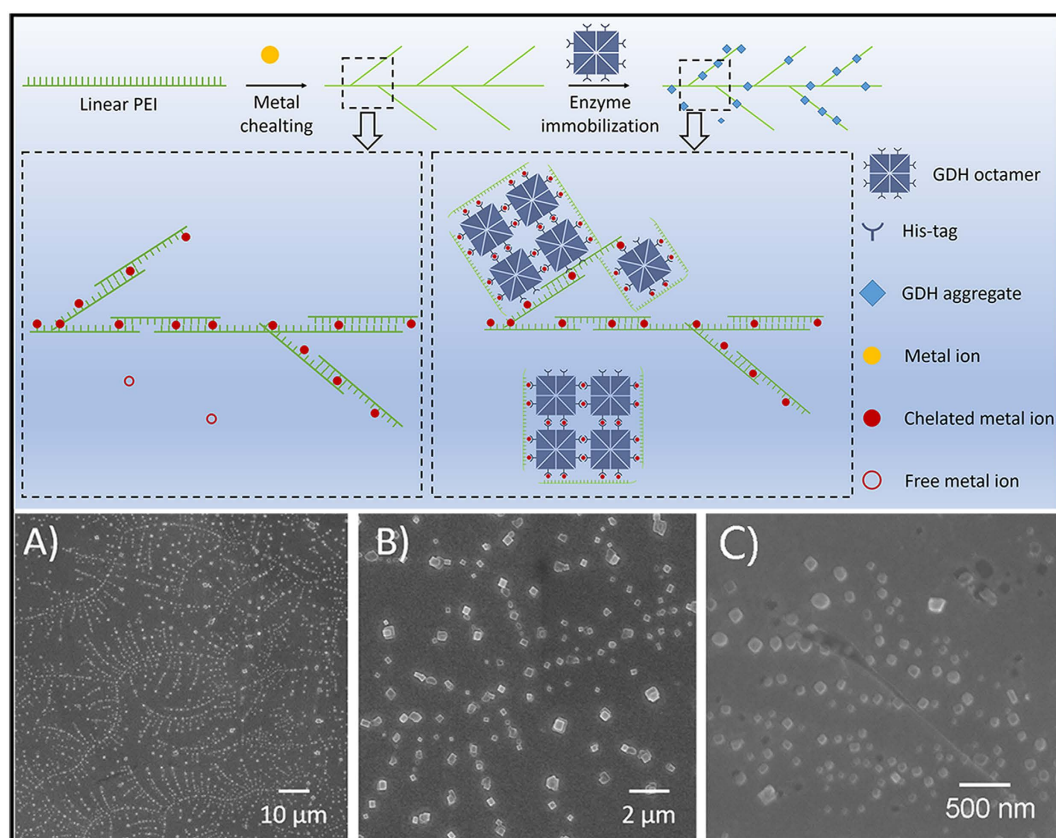 Linear PEI
Metal
chealting
Enzyme
immobilization
GDH octamer
His-tag
GDH aggregate
Metal ion
Chelated metal ion
Free metal ion
A)
10 μm
B)
2 μm
C)
500 nm